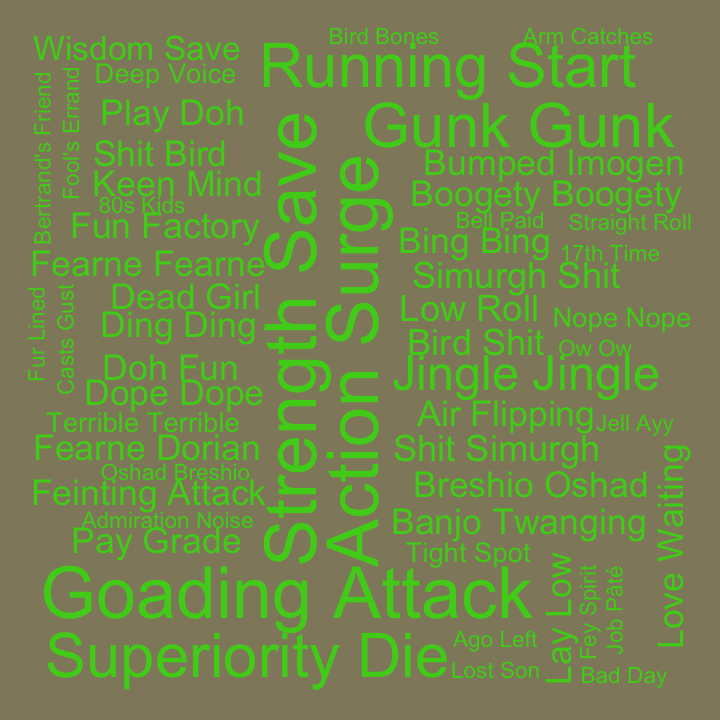 Bird Bones
Arm Catches
Wisdom Save
Running Start
Deep Voice
Bertrand's Friend
Fool's Errand
Play Doh
Gunk Gunk
Shit Bird
Strength Save
Action Surge
Bumped Imogen
Keen Mind
Boogety Boogety
80s Kids
Bell Paid
Straight Roll
Fun Factory
Bing Bing
17th Time
Fearne Fearne
Simurgh Shit
Fur Lined
Casts Gust
Dead Girl
Low Roll
Nope Nope
Ding Ding
Bird Shit
Ow Ow
Doh Fun
Jingle Jingle
Dope Dope
Terrible Terrible
Air Flipping
Jell Ayy
Fearne Dorian
Shit Simurgh
Oshad Breshio
Love Waiting
Feinting Attack
Breshio Oshad
Admiration Noise
Banjo Twanging
Pay Grade
Tight Spot
Goading Attack
Lay Low
Fey Spirit
Job Pâté
Superiority Die
Ago Left
Lost Son
Bad Day